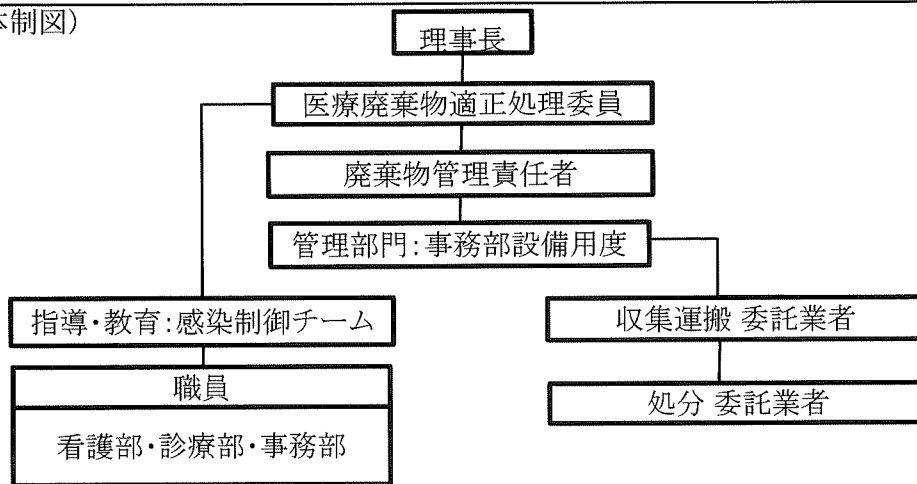 体制図)
理事長
医療廃棄物適正処理委員
廃棄物管理責任者
管理部門:事務部設備用度
指導・教育:感染制御チーム
収集運搬 委託業者
職員
処分 委託業者
看護部・診療部・事務部